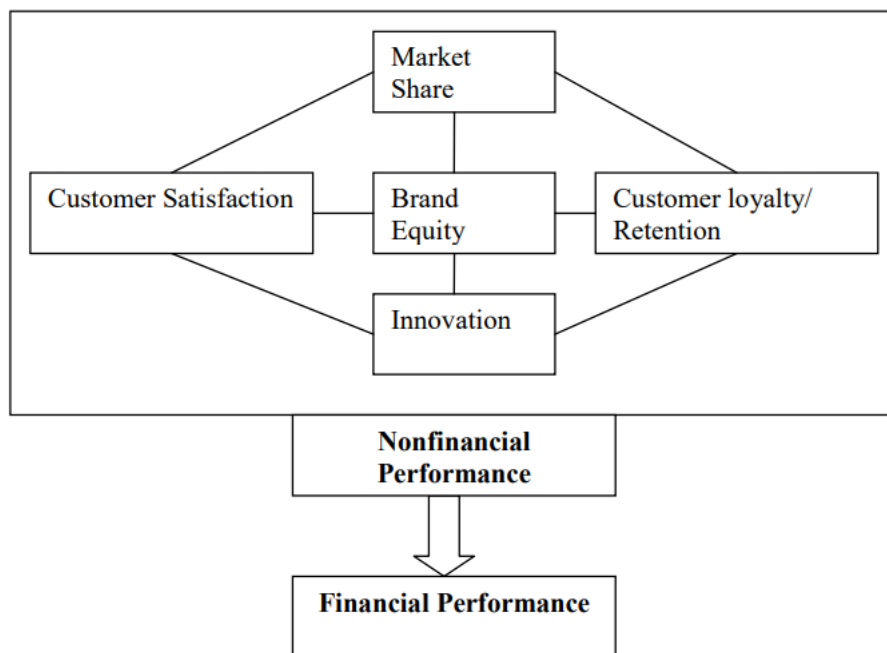 Market
Share
Customer Satisfaction
Brand
Equity
Customer loyalty/
Retention
Innovation
Nonfinancial
Performance
Financial Performance